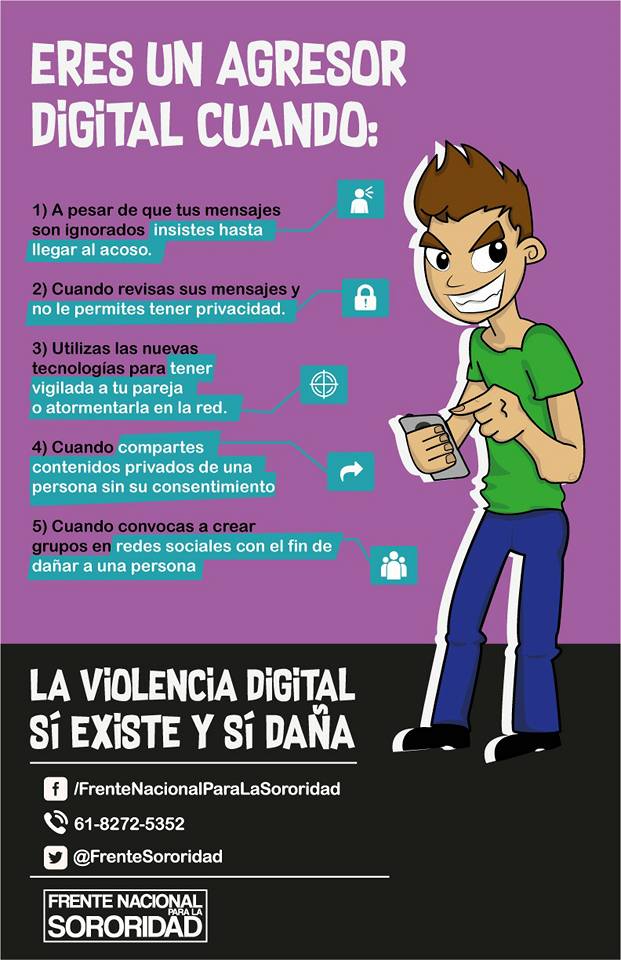 ERES UN AGRESOR
DIGITAL CUANDO:
1) A pesar de que tus mensajes
son ignorados insistes hasta
llegar al acoso.
2) Cuando revisas sus mensajes y
no le permites tener privacidad.
3) Utilizas las nuevas
tecnologías para tener
vigilada a tu pareja
o atormentarla en la red.
4) Cuando compartes
contenidos privados de una
persona sin su consentimiento
5) Cuando convocas a crear
grupos en redes sociales con el fin de
dañar a una persona
LA VIOLENCIA DIGITAL
SÍ EXISTE Y SÍ DAÑA
/FrenteNacionalParaLaSororidad
61-8272-5352
@FrenteSororidad
FRENTE NACIONAL
PARA LA
SORORIDAD